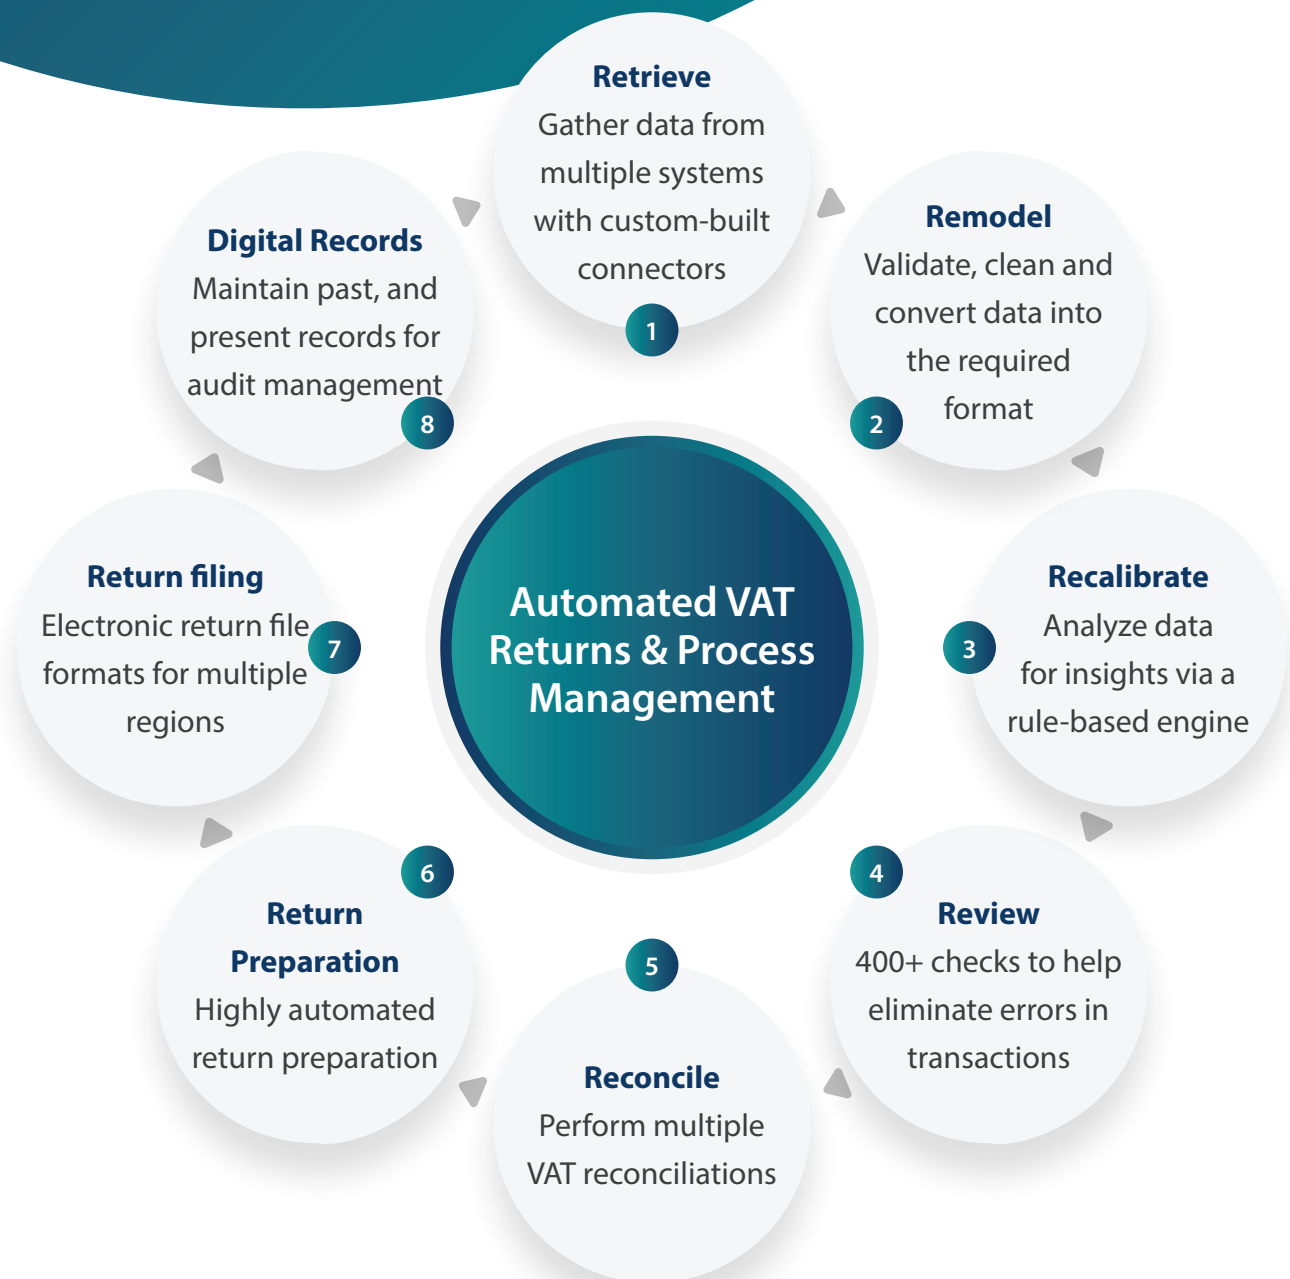 Retrieve
Gather data from
multiple systems
with custom-built
connectors
1
Remodel
Validate, clean and
convert data into
the required
format
2
Recalibrate
Analyze data
for insights via a
rule-based engine
3
4
Review
400+ checks to help
eliminate errors in
transactions
5
Reconcile
Perform multiple
VAT reconciliations
6
Return
Preparation
Highly automated
return preparation
Return filing
Electronic return file
formats for multiple
regions
7
Digital Records
Maintain past, and
present records for
audit management
8
Automated VAT
Returns & Process
Management